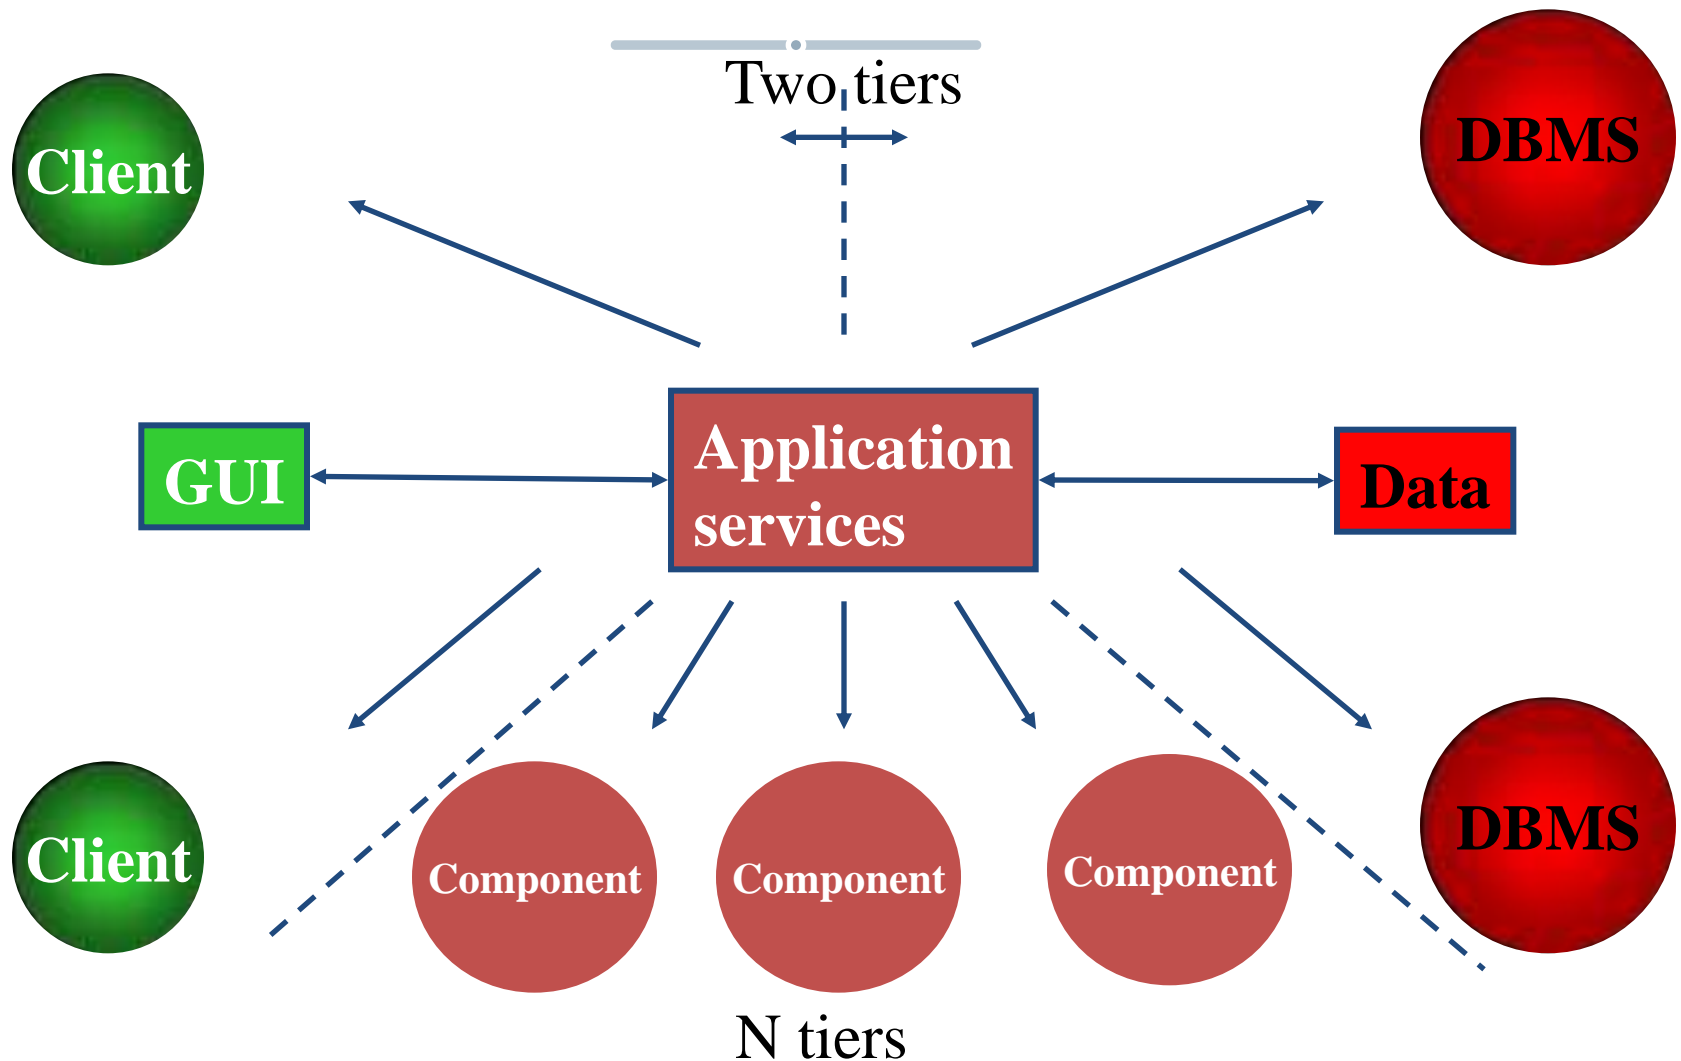 Two tiers
Client
DBMS
GUI
Application
services
Data
Client
Component
Component
Component
DBMS
N tiers